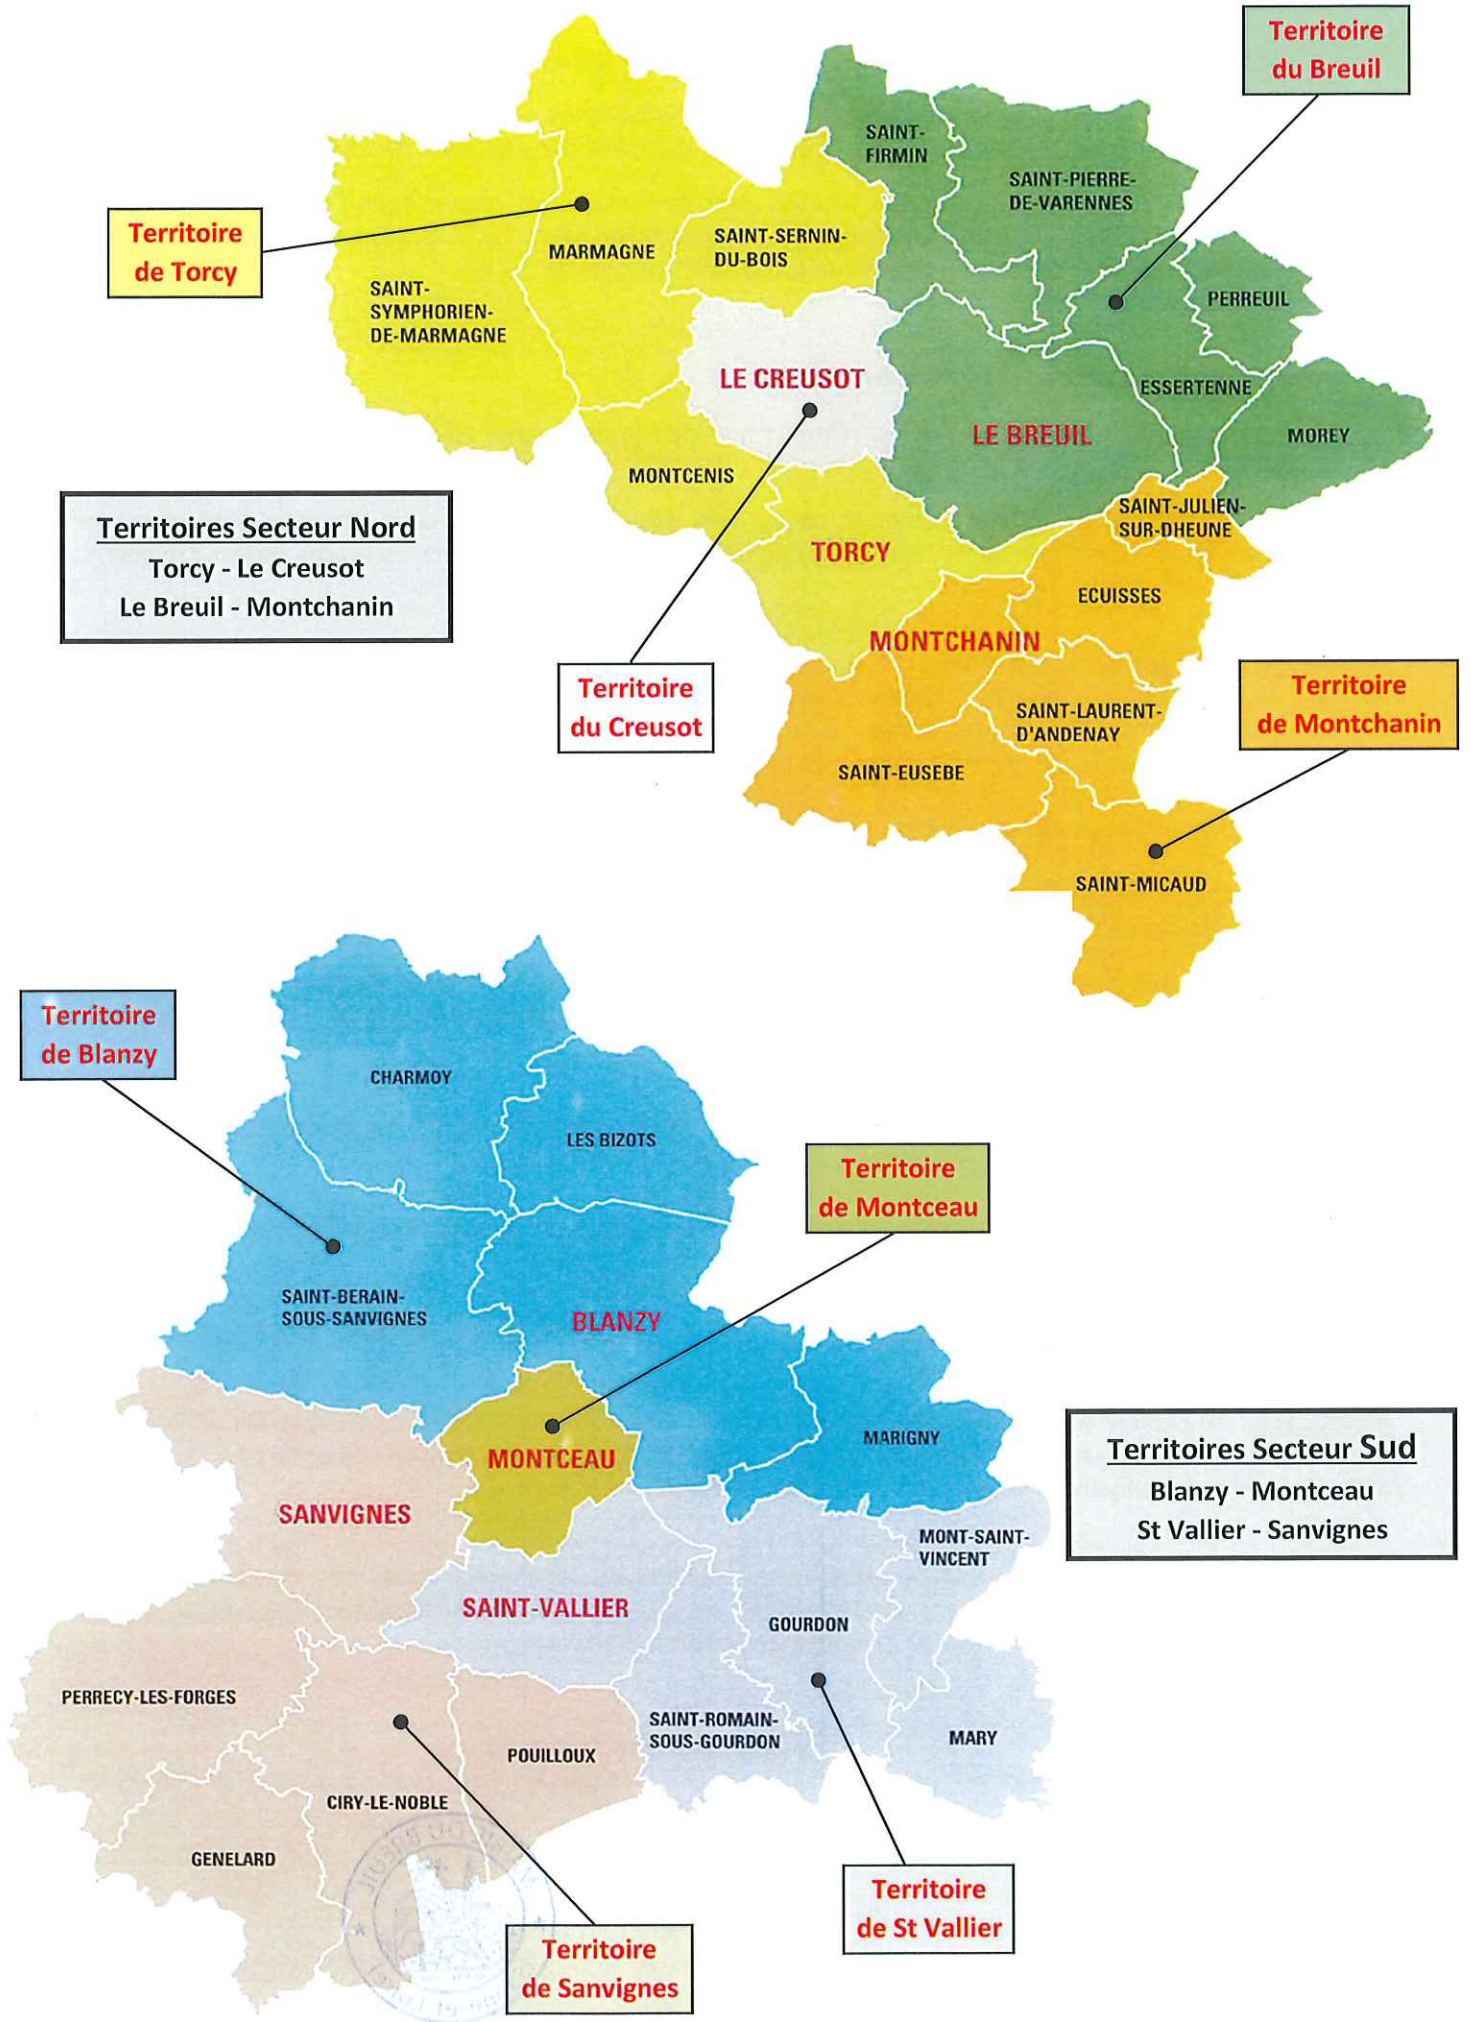 Territoire
du Breuil
SAINT-
FIRMIN
SAINT-PIERRE-
DE-VARENNES
Territoire
de Torcy
MARMAGNE
SAINT-SERNIN-
DU-BOIS
SAINT-
SYMPHORIEN-
DE-MARMAGNE
PERREUIL
LE CREUSOT
ESSERTENNE
LE BREUIL
MOREY
MONTCENIS
SAINT-JULIEN-
SUR-DHEUNE
Territoires Secteur Nord
Torcy - Le Creusot
Le Breuil - Montchanin
TORCY
ECUISSES
MONTCHANIN
Territoire
du Creusot
SAINT-LAURENT-
D'ANDENAY
Territoire
de Montchanin
SAINT-EUSEBE
SAINT-MICAUD
Territoire
de Blanzy
CHARMOY
LES BIZOTS
Territoire
de Montceau
SAINT-BERAIN-
SOUS-SANVIGNES
BLANZY
MARIGNY
Territoires Secteur Sud
Blanzy - Montceau
St Vallier - Sanvignes
MONTCEAU
SANVIGNES
MONT-SAINT-
VINCENT
SAINT-VALLIER
GOURDON
PERRECY-LES-FORGES
SAINT-ROMAIN-
SOUS-GOURDON
MARY
POUILLOUX
CIRY-LE-NOBLE
GENELARD
Territoire
de St Vallier
Territoire
de Sanvignes